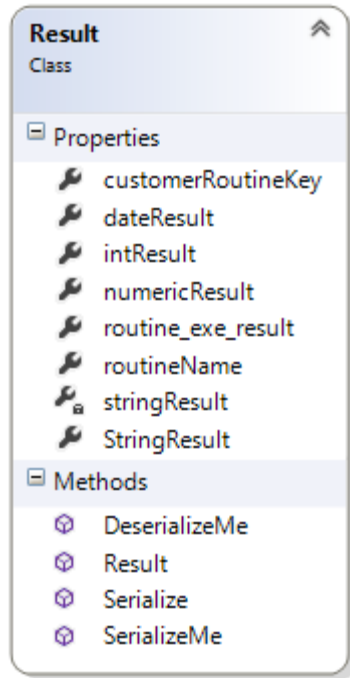 Result
Class
Properties
customerRoutineKey
dateResult
intResult
numericResult
routine_exe_result
routineName
stringResult
StringResult
Methods
DeserializeMe
Result
Serialize
SerializeMe